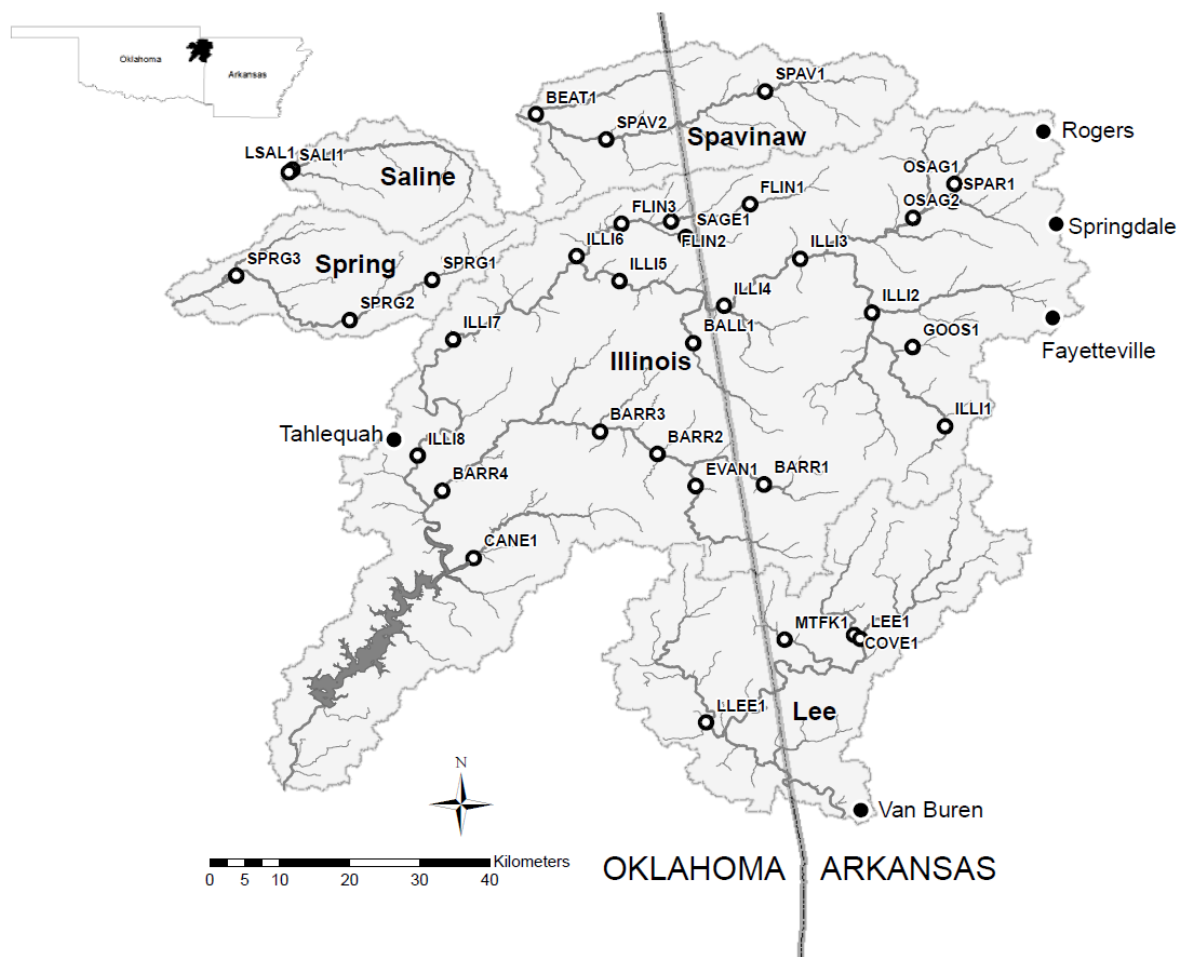 Oklahoma
Arkansas
SPAV1
BEAT1
SPAV2
Spavinaw
Rogers
LSAL1
SALI1
Saline
OSAG1
SPAR1
OSAG2
FLIN1
FLIN3
SAGE1
FLIN2
Springdale
ILLI6
ILLI3
SPRG3
Spring
SPRG1
ILLI5
ILLI4
ILLI2
SPRG2
ILLI7
BALL1
GOOS1
Fayetteville
Illinois
ILLI1
BARR3
Tahlequah
ILLI8
BARR2
BARR4
EVAN1
BARR1
CANE1
MTFK1
LEE1
COVE1
LLEE1
Lee
N
Van Buren
Kilometers
0 5 10 20 30 40
OKLAHOMA
ARKANSAS